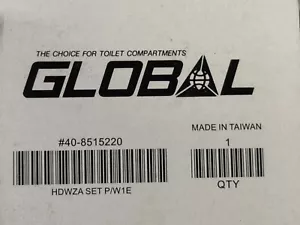 THE CHOICE FOR TOILET COMPARTMENTS
GLOBAL
#40-8515220
MADE IN TAIWAN
1
HDWZA SET P/W1E
QTY